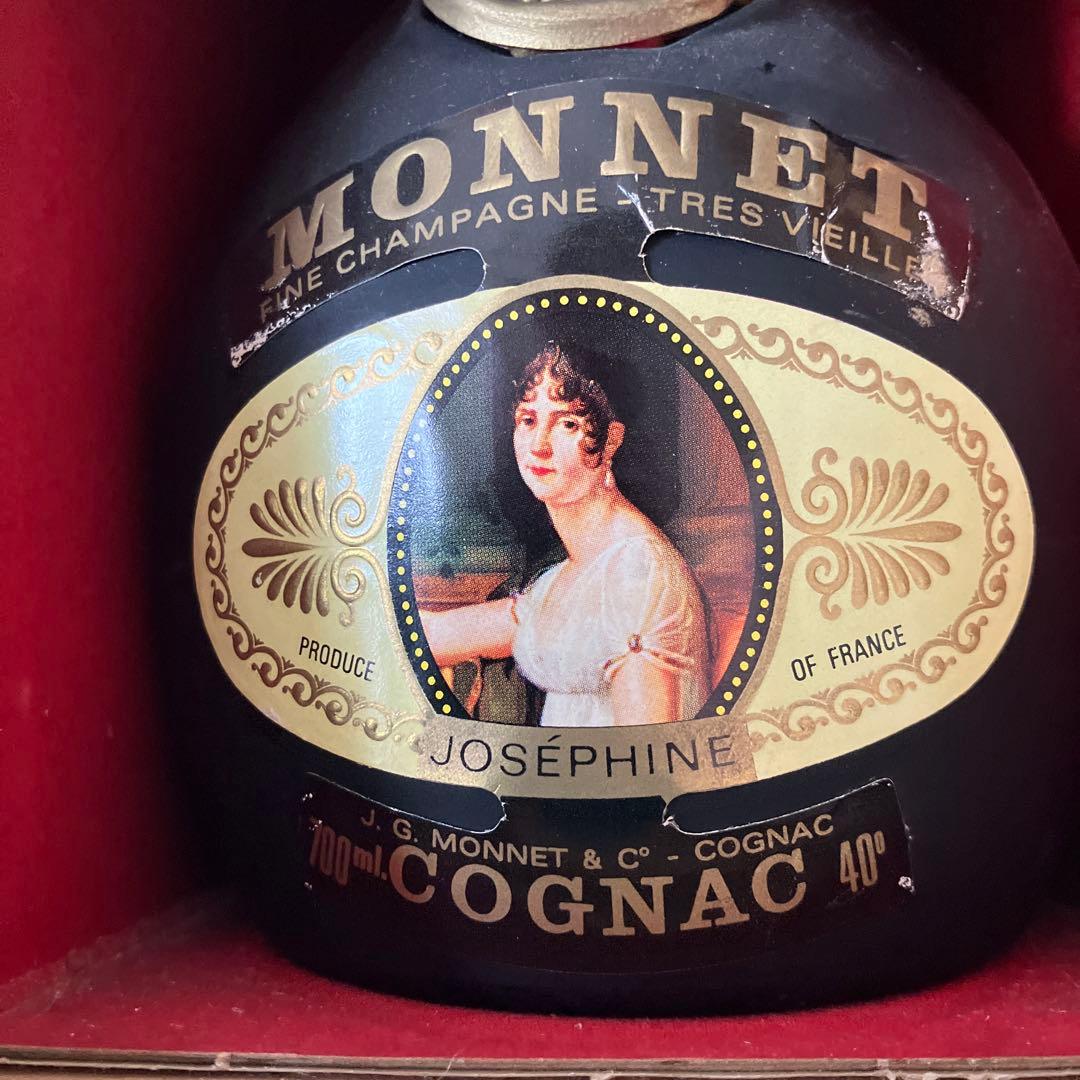 MONNET
FINE CHAMPAGNE - TRES VIEILLE
PRODUCE
OF FRANCE
JOSÉPHINE
J. G. MONNET & Cº - COGNAC
700ml. COGNAC 40º